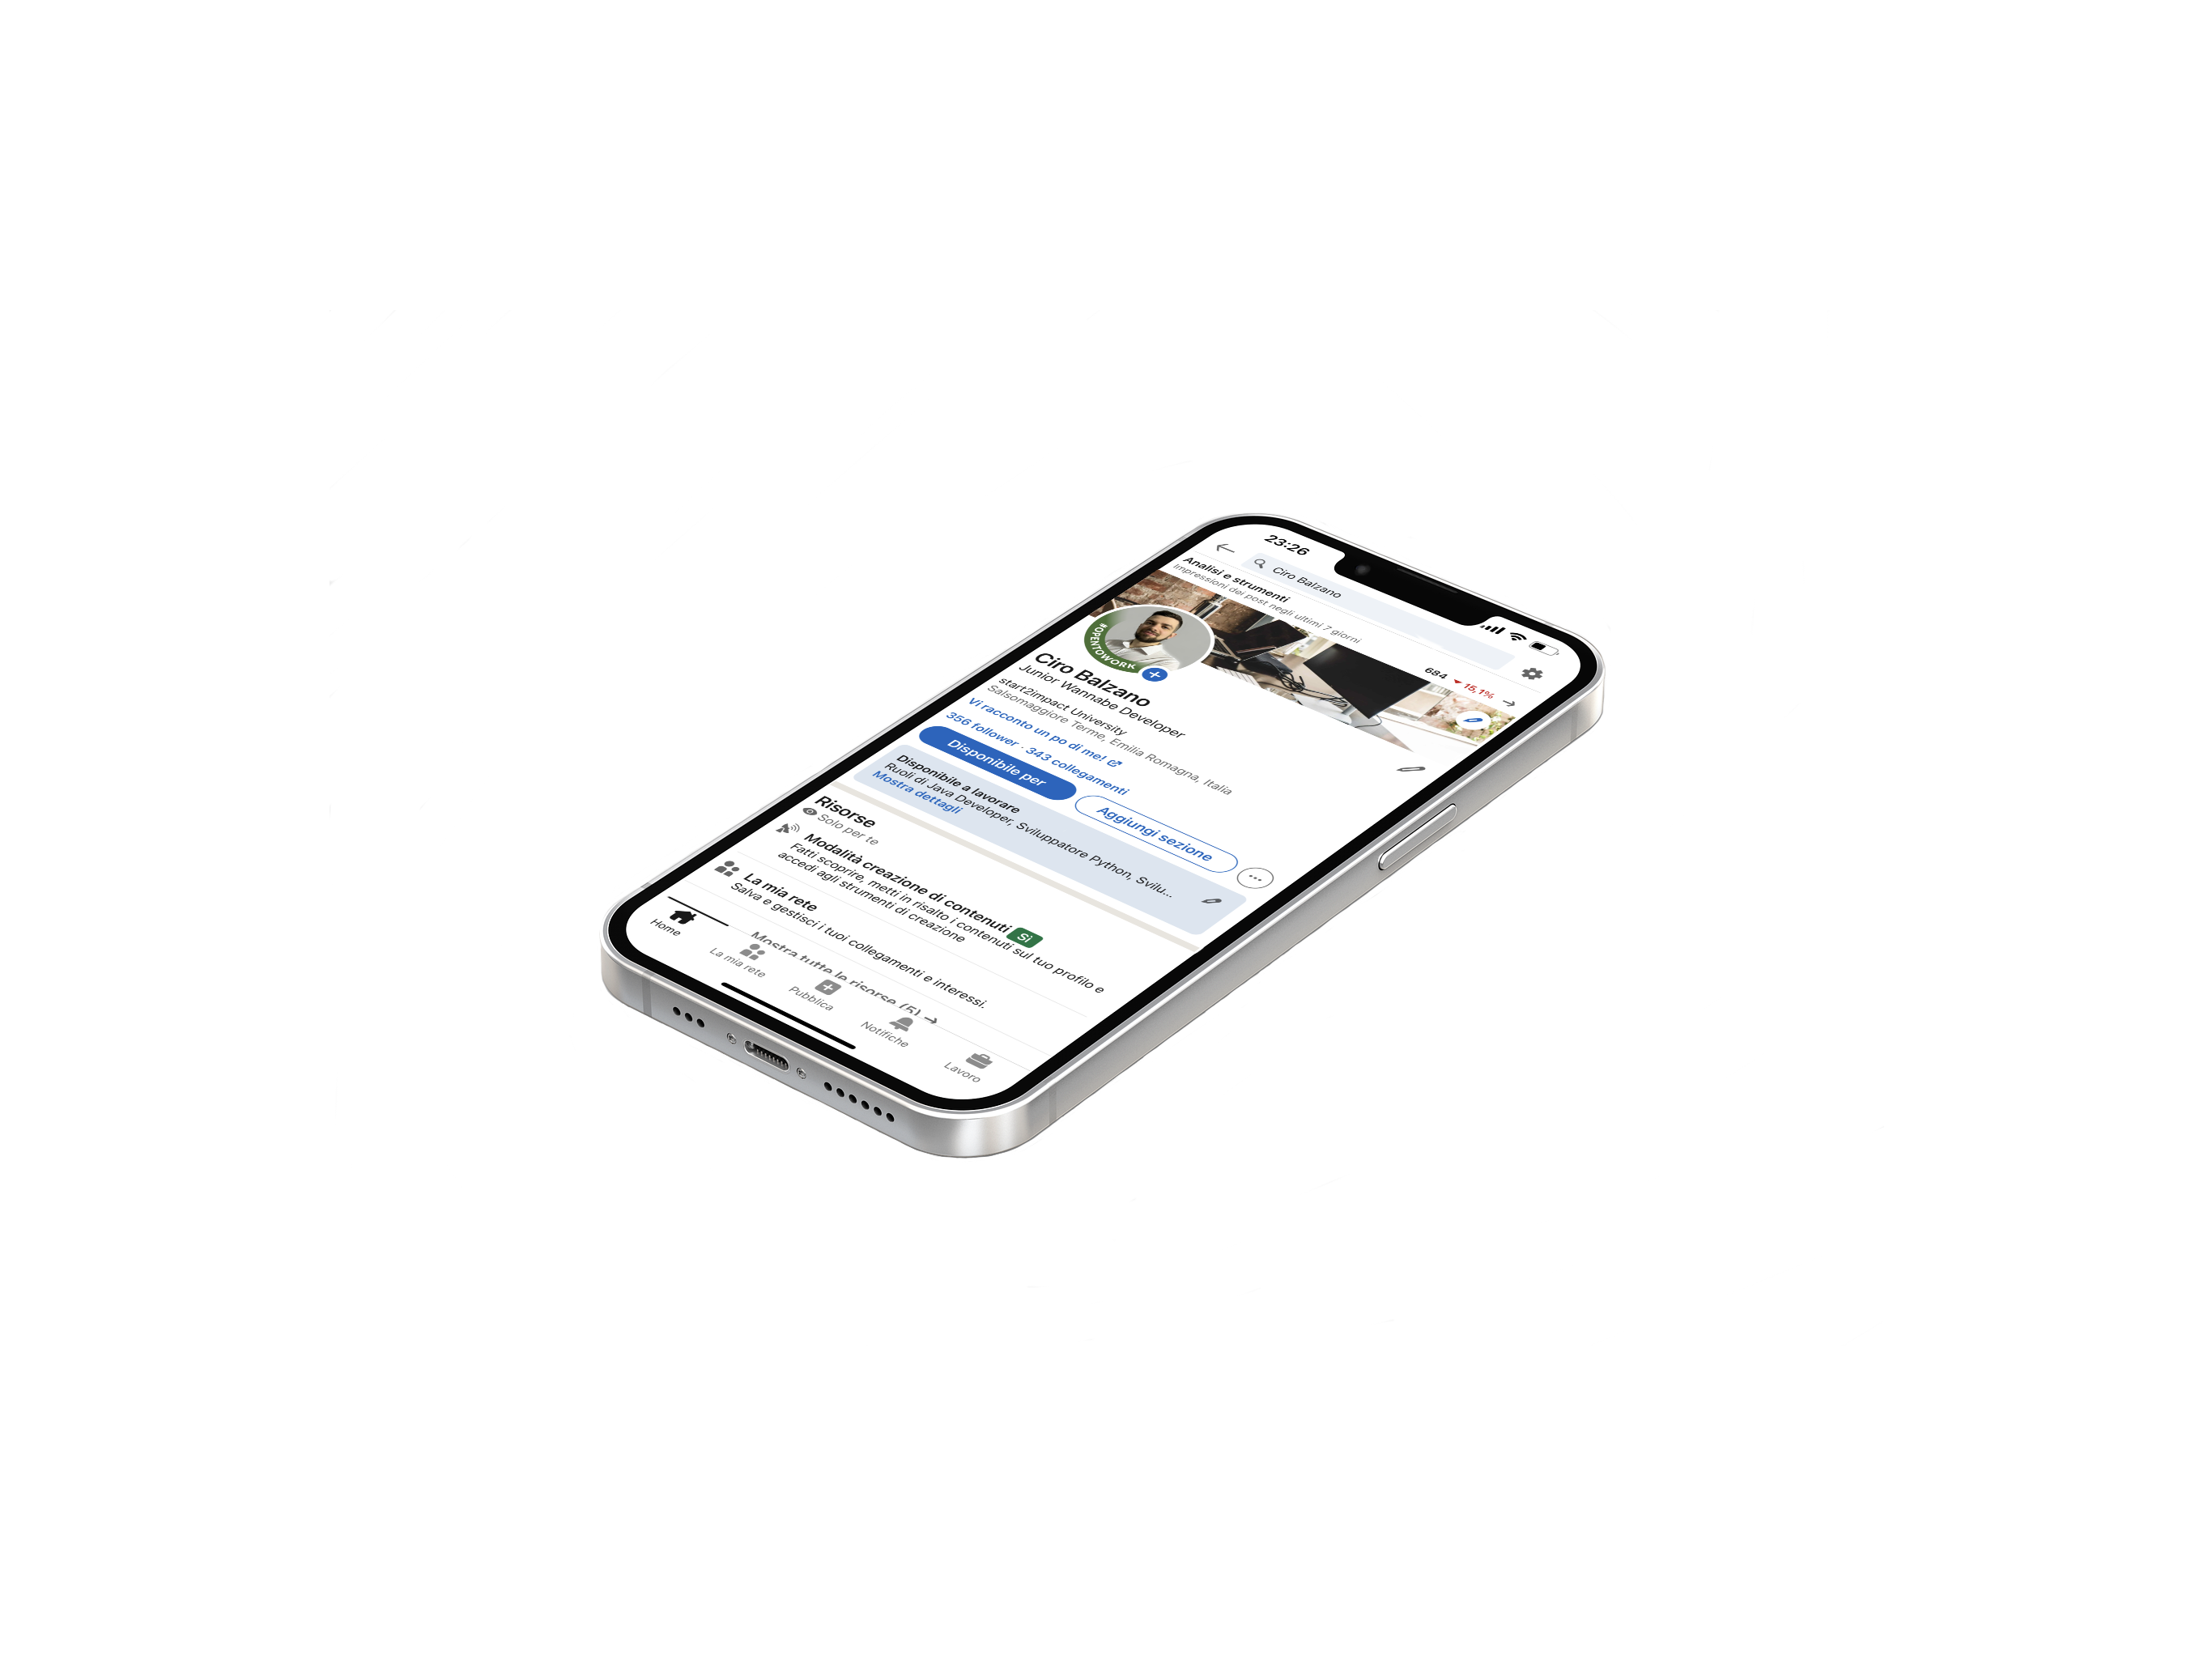 23:26
Ciro Balzano
Analisi e strumenti
Impressioni dei post negli ultimi 7 giorni
684 15,1%
#OPENTOWORK
Ciro Balzano
Junior Wannabe Developer
start2impact University
Salsomaggiore Terme, Emilia Romagna, Italia
Vi racconto un po di me!
356 follower · 343 collegamenti
Disponibile per
Aggiungi sezione
Disponibile a lavorare
Ruoli di Java Developer, Sviluppatore Python, Svilu...
Mostra dettagli
Risorse
Solo per te
Modalità creazione di contenuti Sì
Fatti scoprire, metti in risalto i contenuti sul tuo profilo e
accedi agli strumenti di creazione
La mia rete
Salva e gestisci i tuoi collegamenti e interessi.
Mostra tutte le risorse (5)
Home
La mia rete
Pubblica
Notifiche
Lavoro